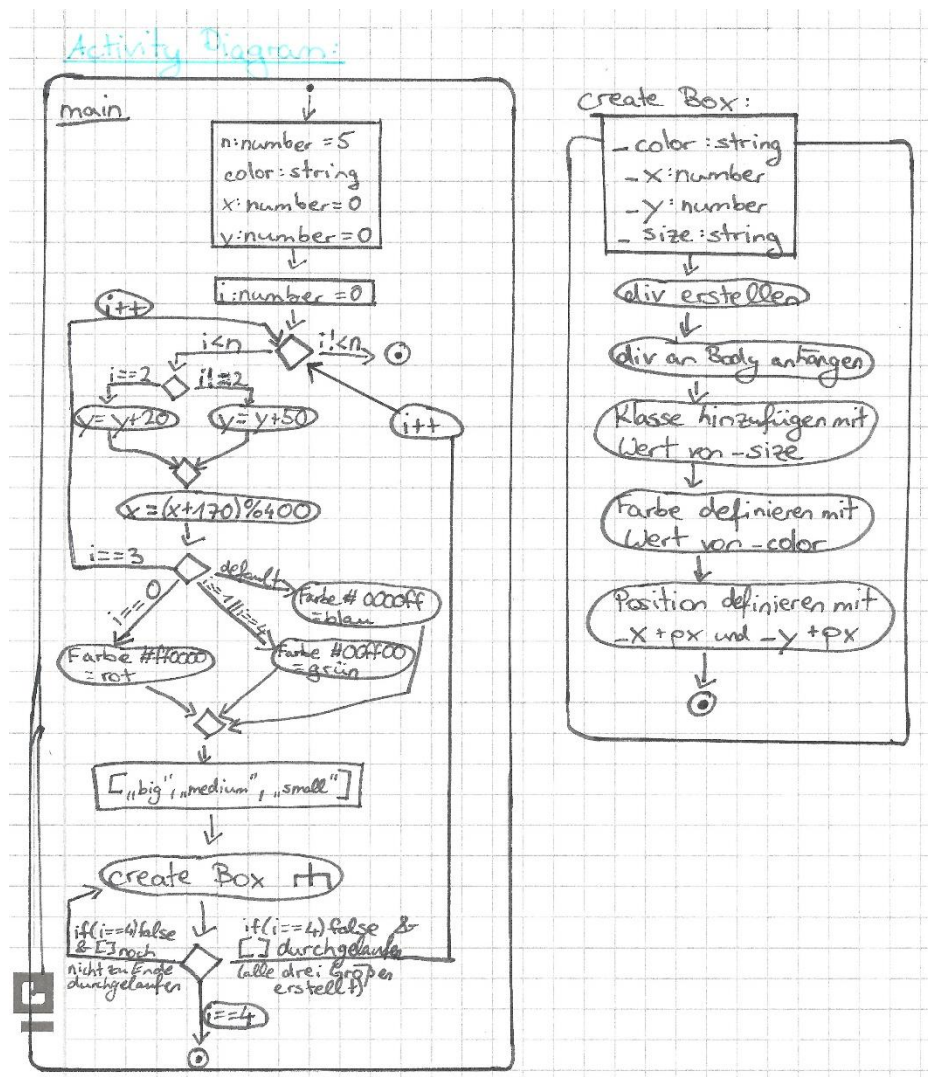 Activity Diagram:
main
n:number = 5
color: string
x: number = 0
y: number = 0
i: number = 0
i++
i<n
i!<n
i==2
i!=2
y= y+20
y= y+50
i++
x = (x+170)%400
i==3
default
i==0
i==1||i==4
Farbe # 0000ff
=blau
Farbe #ff0000
= rot
Farbe #00ff00
= grün
[„big", „medium", „small"]
create Box
if(i==4)false
& [] noch
nicht zu Ende
durchgelaufen
if(i==4)false &
[] durchgelaufen
(alle drei Größen
erstellt)
i==4
create Box:
_ color : string
_ x: number
_ y: number
_ size: string
div erstellen
div an Body anhängen
Klasse hinzufügen mit
Wert von _size
Farbe definieren mit
Wert von _color
Position definieren mit
_x + px und _y + px